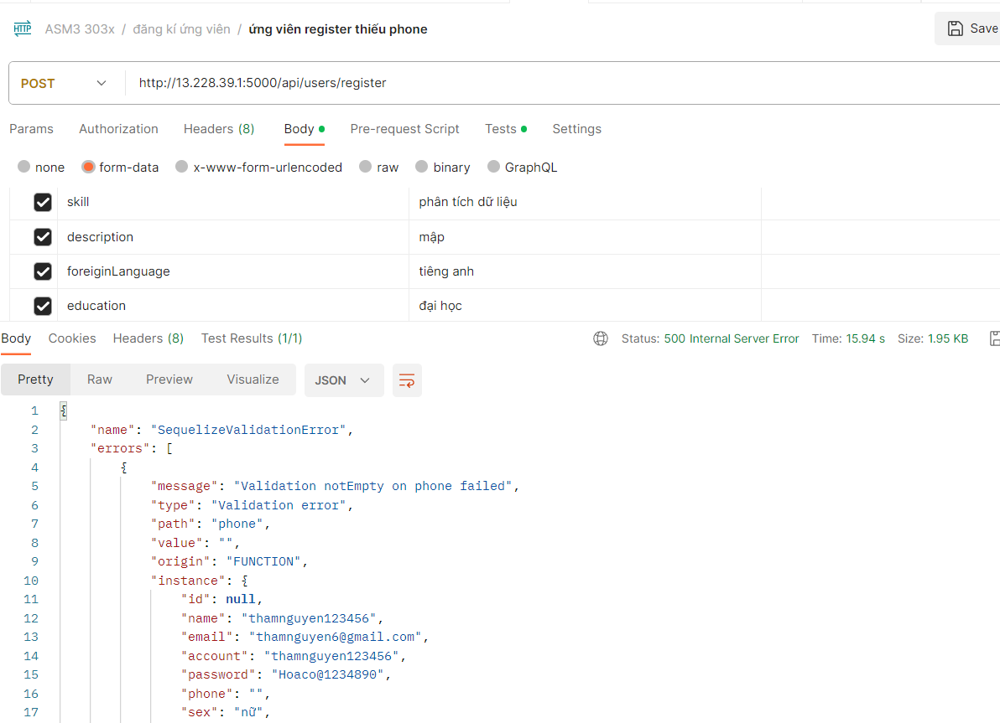 HTTP ASM3 303x / đăng kí ứng viên / ứng viên register thiếu phone Save
POST http://13.228.39.1:5000/api/users/register
Params Authorization Headers (8) Body Pre-request Script Tests Settings
none form-data x-www-form-urlencoded raw binary GraphQL
skill phân tích dữ liệu
description mập
foreiginLanguage tiếng anh
education đại học
Body Cookies Headers (8) Test Results (1/1) Status: 500 Internal Server Error Time: 15.94 s Size: 1.95 KB
Pretty Raw Preview Visualize JSON
1 {
2 "name": "SequelizeValidationError",
3 "errors": [
4 {
5 "message": "Validation notEmpty on phone failed",
6 "type": "Validation error",
7 "path": "phone",
8 "value": "",
9 "origin": "FUNCTION",
10 "instance": {
11 "id": null,
12 "name": "thamnguyen123456",
13 "email": "thamnguyen6@gmail.com",
14 "account": "thamnguyen123456",
15 "password": "Hoaco@1234890",
16 "phone": "",
17 "sex": "nữ",